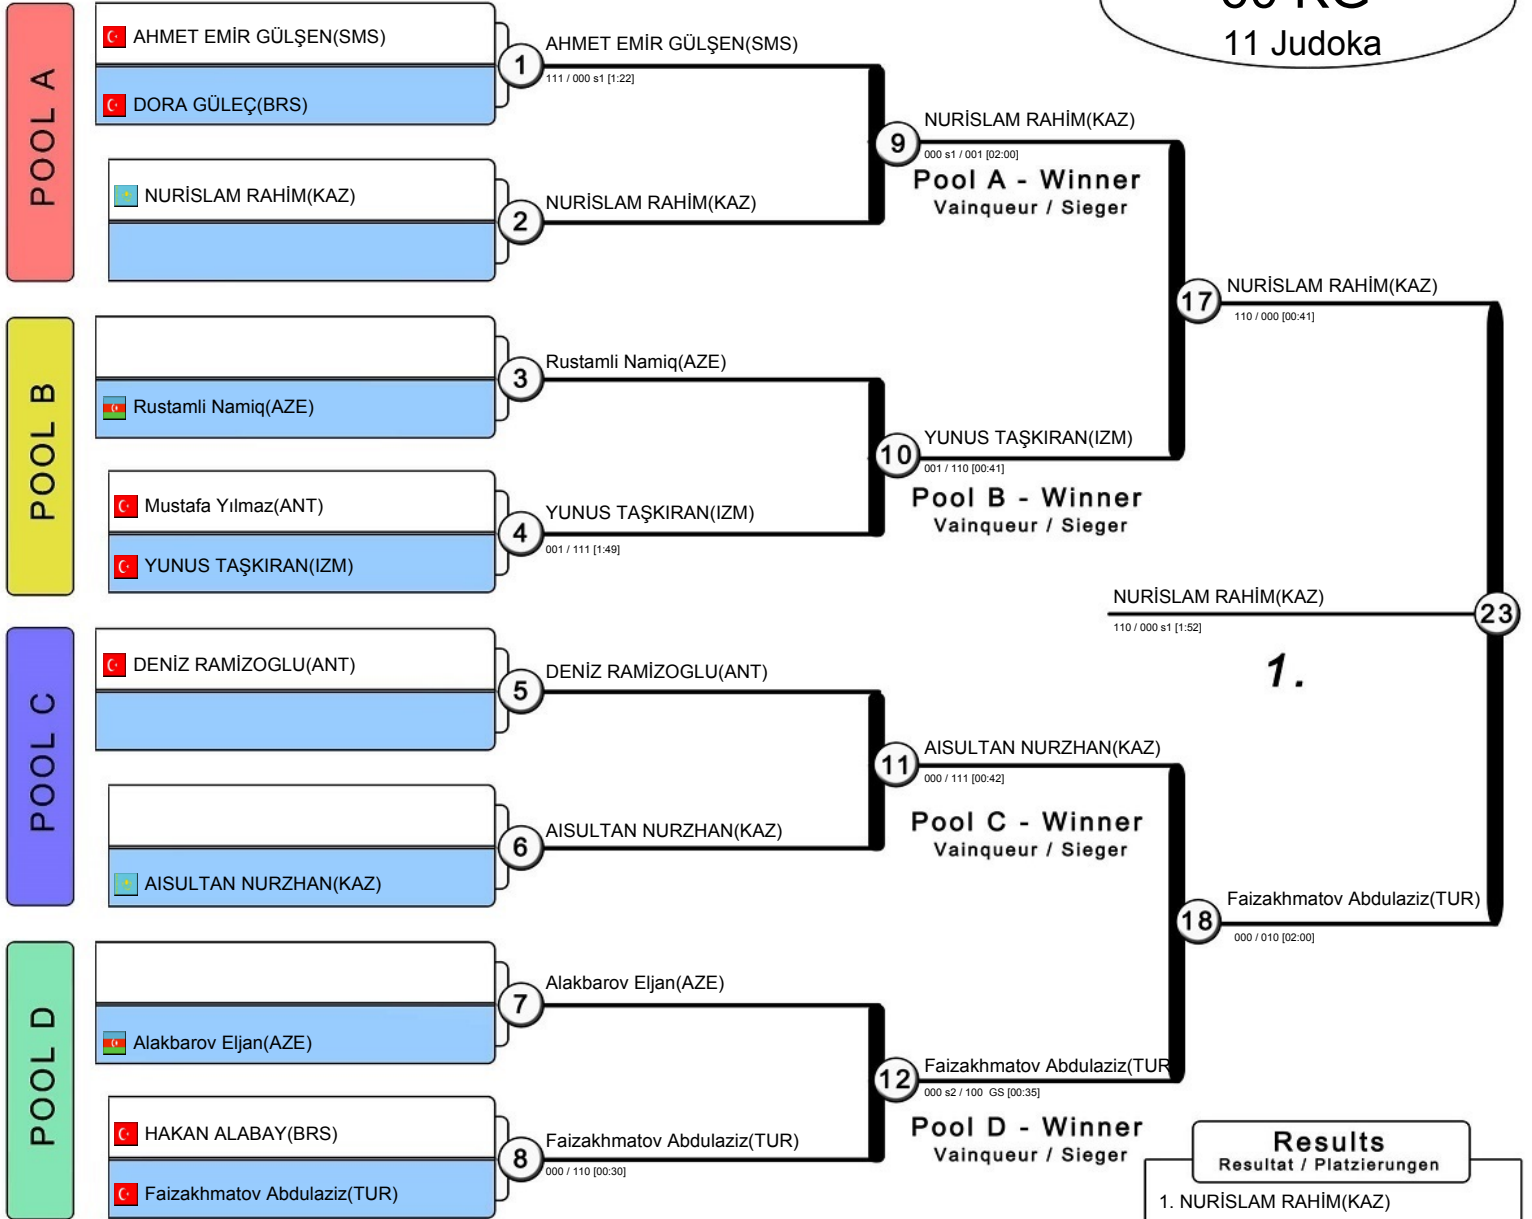 KG
11 Judoka
POOL A
AHMET EMİR GÜLŞEN(SMS)
DORA GÜLEÇ(BRS)
1
AHMET EMİR GÜLŞEN(SMS)
111 / 000 s1 [1:22]
NURİSLAM RAHİM(KAZ)
2
NURİSLAM RAHİM(KAZ)
9
NURİSLAM RAHİM(KAZ)
000 s1 / 001 [02:00]
Pool A - Winner
Vainqueur / Sieger
POOL B
3
Rustamli Namiq(AZE)
Rustamli Namiq(AZE)
Mustafa Yılmaz(ANT)
YUNUS TAŞKIRAN(IZM)
4
YUNUS TAŞKIRAN(IZM)
001 / 111 [1:49]
10
YUNUS TAŞKIRAN(IZM)
001 / 110 [00:41]
Pool B - Winner
Vainqueur / Sieger
17
NURİSLAM RAHİM(KAZ)
110 / 000 [00:41]
NURİSLAM RAHİM(KAZ)
23
110 / 000 s1 [1:52]
1.
POOL C
DENİZ RAMİZOGLU(ANT)
5
DENİZ RAMİZOGLU(ANT)
6
AISULTAN NURZHAN(KAZ)
AISULTAN NURZHAN(KAZ)
11
AISULTAN NURZHAN(KAZ)
000 / 111 [00:42]
Pool C - Winner
Vainqueur / Sieger
18
Faizakhmatov Abdulaziz(TUR)
000 / 010 [02:00]
POOL D
7
Alakbarov Eljan(AZE)
Alakbarov Eljan(AZE)
HAKAN ALABAY(BRS)
Faizakhmatov Abdulaziz(TUR)
8
Faizakhmatov Abdulaziz(TUR)
000 / 110 [00:30]
12
Faizakhmatov Abdulaziz(TUR
000 s2 / 100 GS [00:35]
Pool D - Winner
Vainqueur / Sieger
Results
Resultat / Platzierungen
1. NURİSLAM RAHİM(KAZ)